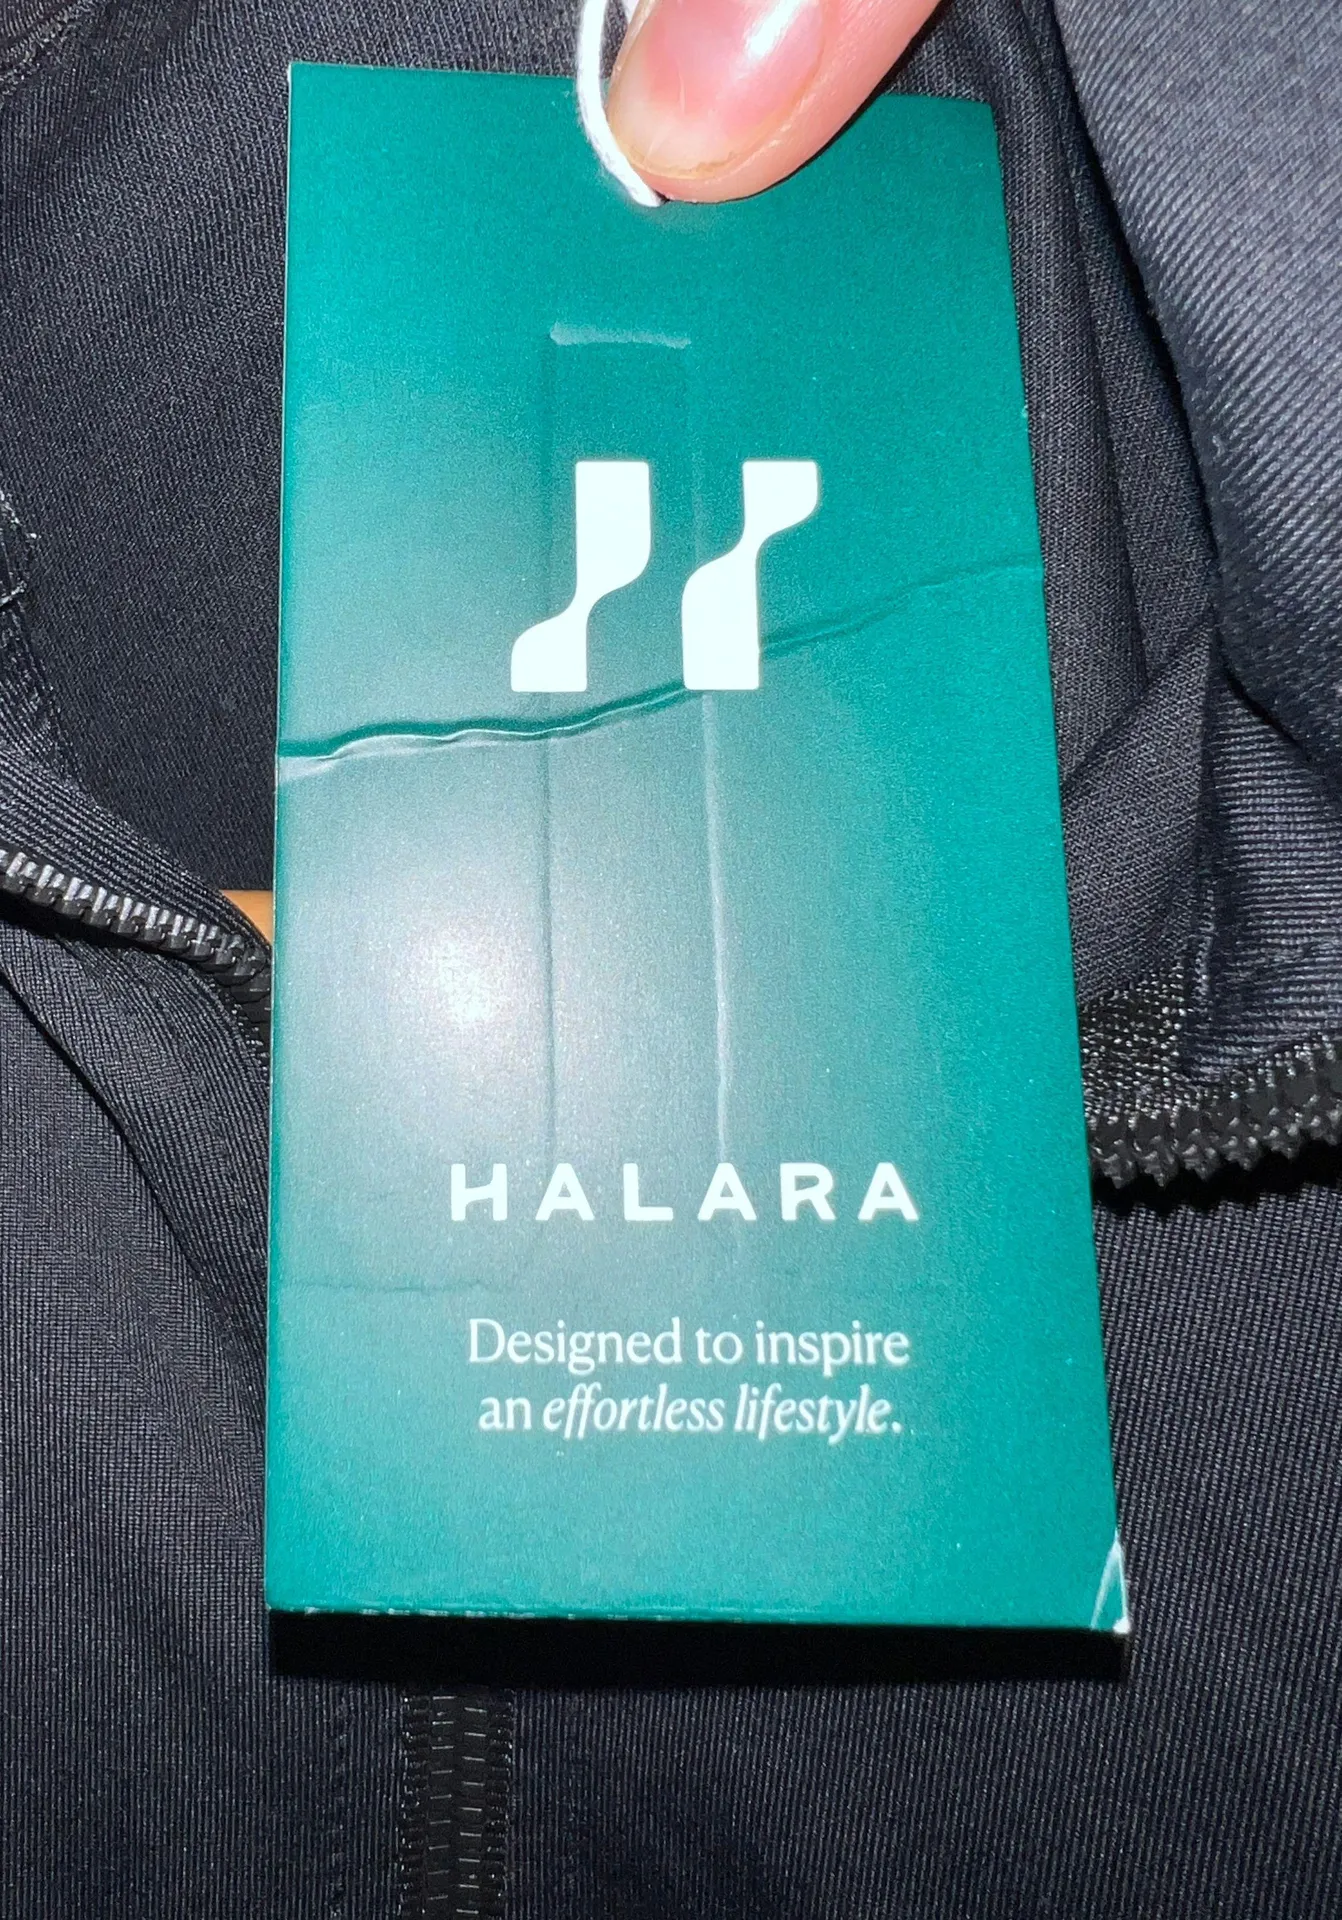 HALARA
Designed to inspire
an effortless lifestyle.